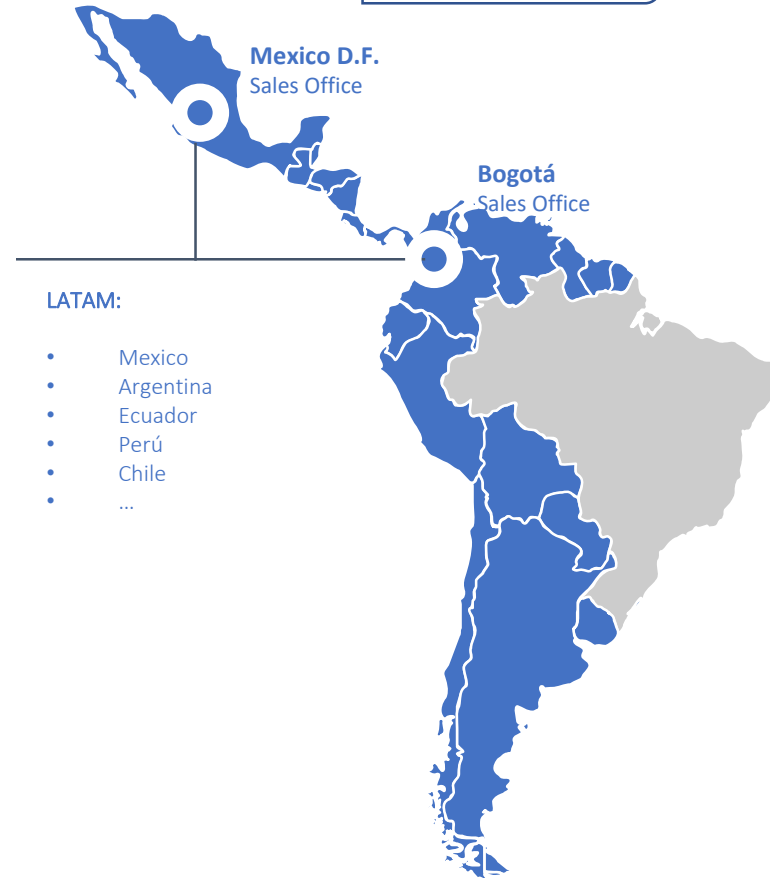 Mexico D.F.
Sales Office
Bogotá
Sales Office
LATAM:
• Mexico
• Argentina
• Ecuador
• Perú
• Chile
• ...